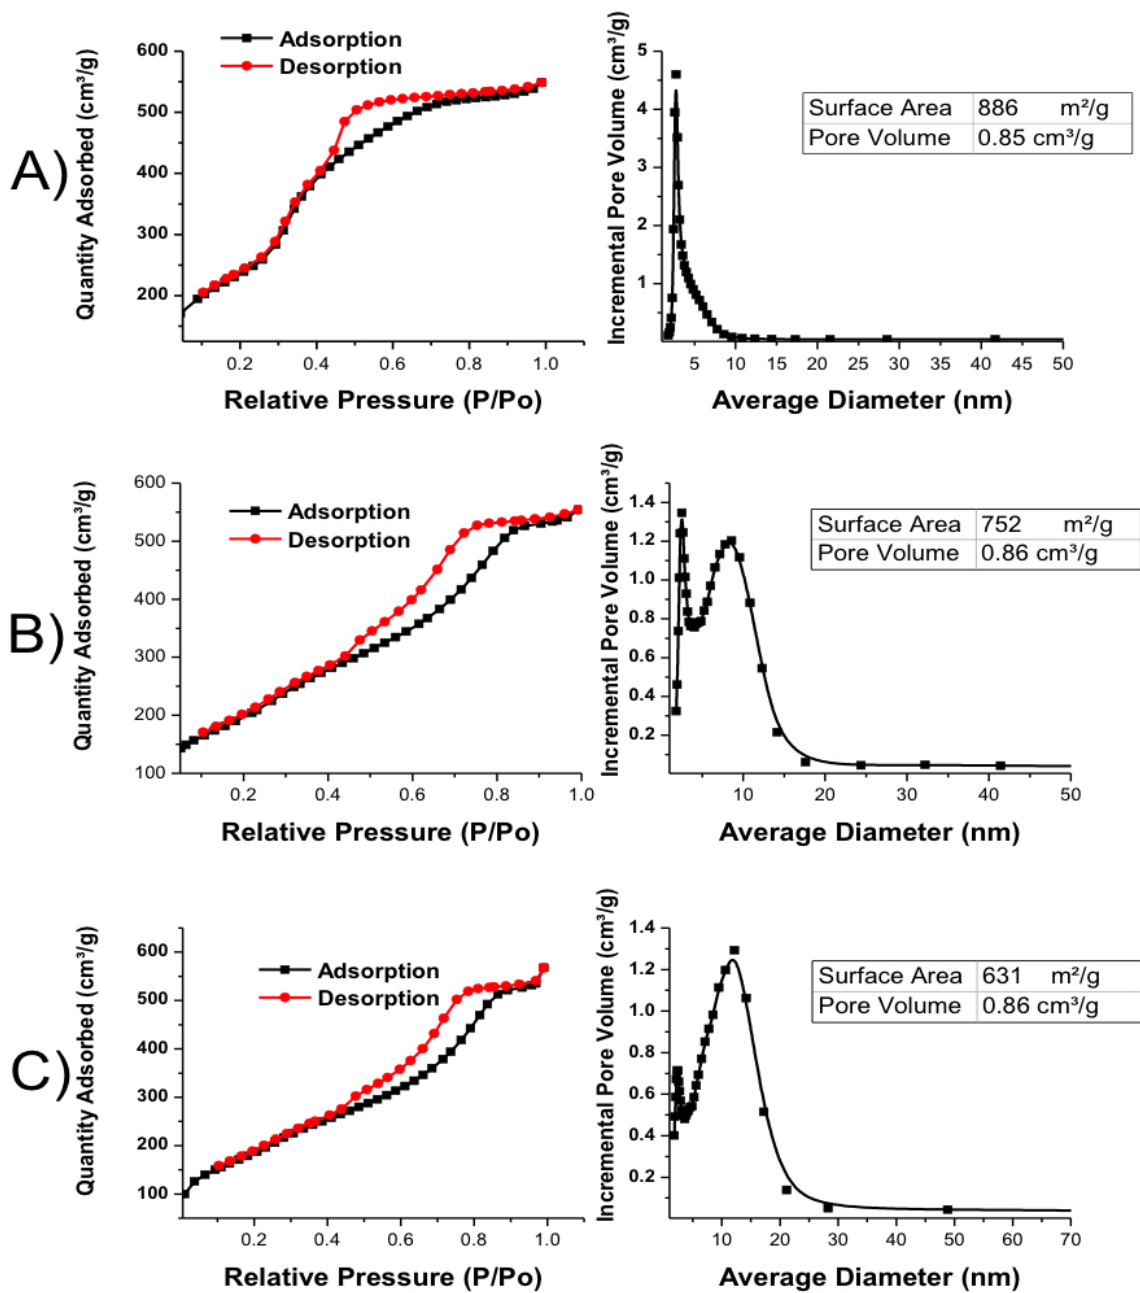 A)
Adsorption
Desorption
Quantity Adsorbed (cm³/g)
600
500
400
300
200
0.2 0.4 0.6 0.8 1.0
Relative Pressure (P/Po)
Incremental Pore Volume (cm³/g)
5
4
3
2
1
5 10 15 20 25 30 35 40 45 50
Average Diameter (nm)
Surface Area 886 m²/g
Pore Volume 0.85 cm³/g
B)
Adsorption
Desorption
Quantity Adsorbed (cm³/g)
600
500
400
300
200
100
0.2 0.4 0.6 0.8 1.0
Relative Pressure (P/Po)
Incremental Pore Volume (cm³/g)
1.4
1.2
1.0
0.8
0.6
0.4
0.2
10 20 30 40 50
Average Diameter (nm)
Surface Area 752 m²/g
Pore Volume 0.86 cm³/g
C)
Adsorption
Desorption
Quantity Adsorbed (cm³/g)
600
500
400
300
200
100
0.2 0.4 0.6 0.8 1.0
Relative Pressure (P/Po)
Incremental Pore Volume (cm³/g)
1.4
1.2
1.0
0.8
0.6
0.4
0.2
10 20 30 40 50 60 70
Average Diameter (nm)
Surface Area 631 m²/g
Pore Volume 0.86 cm³/g